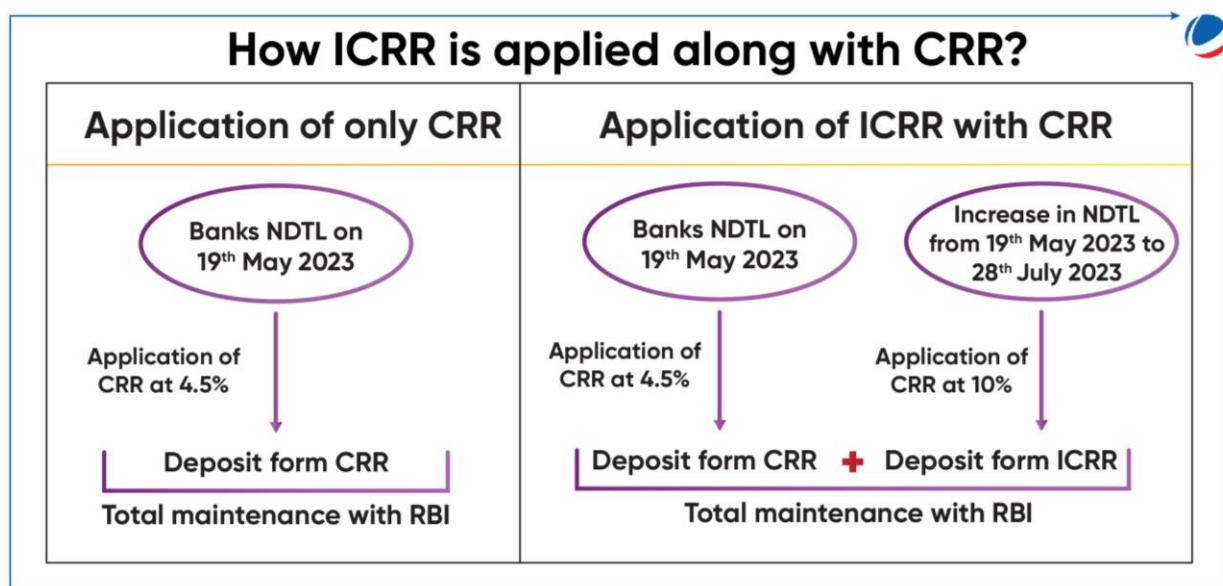 How ICRR is applied along with CRR?
Application of only CRR
Banks NDTL on
19th May 2023
Application of
CRR at 4.5%
Deposit form CRR
Total maintenance with RBI
Application of ICRR with CRR
Banks NDTL on
19th May 2023
Increase in NDTL
from 19th May 2023 to
28th July 2023
Application of
CRR at 4.5%
Application of
CRR at 10%
Deposit form CRR + Deposit form ICRR
Total maintenance with RBI